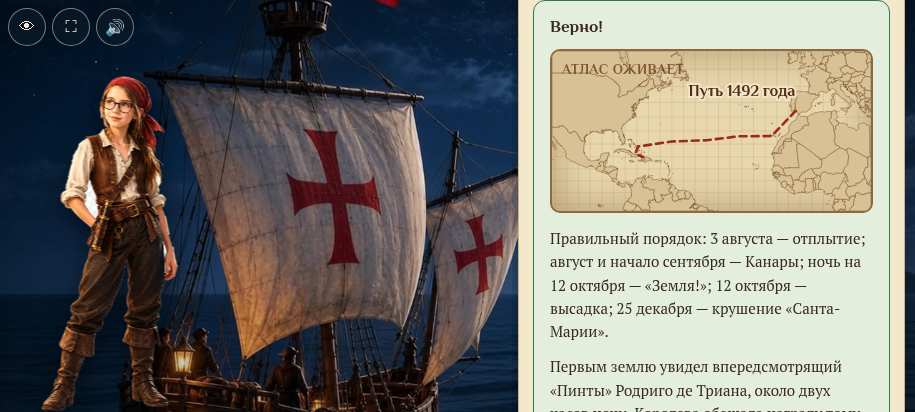 Верно!
АТЛАС ОЖИВАЕТ
Путь 1492 года
Правильный порядок: 3 августа — отплытие;
август и начало сентября — Канары; ночь на
12 октября — «Земля!»; 12 октября —
высадка; 25 декабря — крушение «Санта-
Марии».
Первым землю увидел впередсмотрящий
«Пинты» Родриго де Триана, около двух